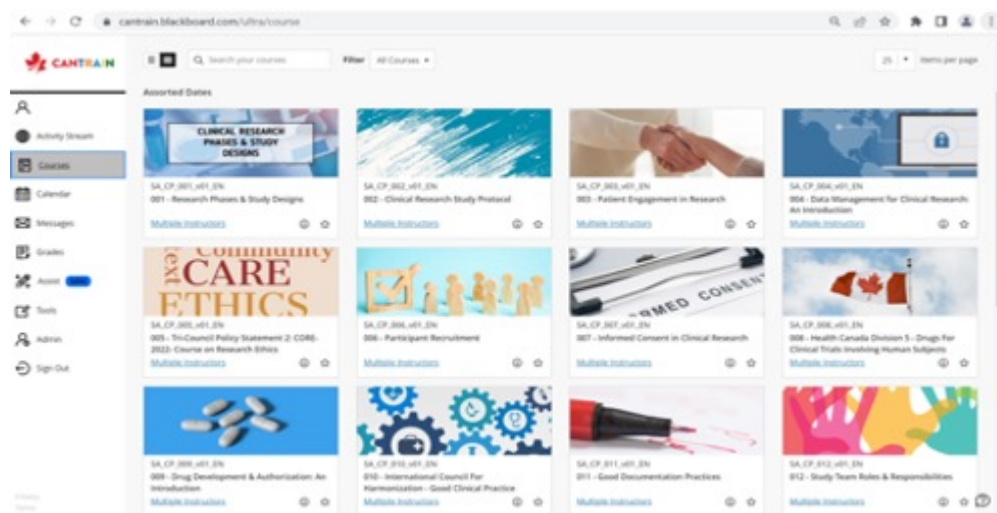 cantrain.blackboard.com/ultra/course
CANTRAIN
Search your courses
Filter
All Courses
25
items per page
Activity Stream
Courses
Calendar
Messages
Grades
Assist
Tools
Admin
Sign Out
Privacy
Terms
Assorted Dates
CLINICAL RESEARCH
PHASES & STUDY
DESIGNS
SA_CP_001_v01_EN
001 - Research Phases & Study Designs
Multiple Instructors
SA_CP_002_v01_EN
002 - Clinical Research Study Protocol
Multiple Instructors
SA_CP_003_v01_EN
003 - Patient Engagement in Research
Multiple Instructors
SA_CP_004_v01_EN
004 - Data Management for Clinical Research:
An Introduction
Multiple Instructors
Community
text
CARE
ETHICS
SA_CP_005_v01_EN
005 - Tri-Council Policy Statement 2: CORE-
2022: Course on Research Ethics
Multiple Instructors
SA_CP_006_v01_EN
006 - Participant Recruitment
Multiple Instructors
ORMED CONSENT
SA_CP_007_v01_EN
007 - Informed Consent in Clinical Research
Multiple Instructors
SA_CP_008_v01_EN
008 - Health Canada Division 5 - Drugs For
Clinical Trials Involving Human Subjects
Multiple Instructors
SA_CP_009_v01_EN
009 - Drug Development & Authorization: An
Introduction
Multiple Instructors
SA_CP_010_v01_EN
010 - International Council For
Harmonization - Good Clinical Practice
Multiple Instructors
SA_CP_011_v01_EN
011 - Good Documentation Practices
Multiple Instructors
SA_CP_012_v01_EN
012 - Study Team Roles & Responsibilities
Multiple Instructors